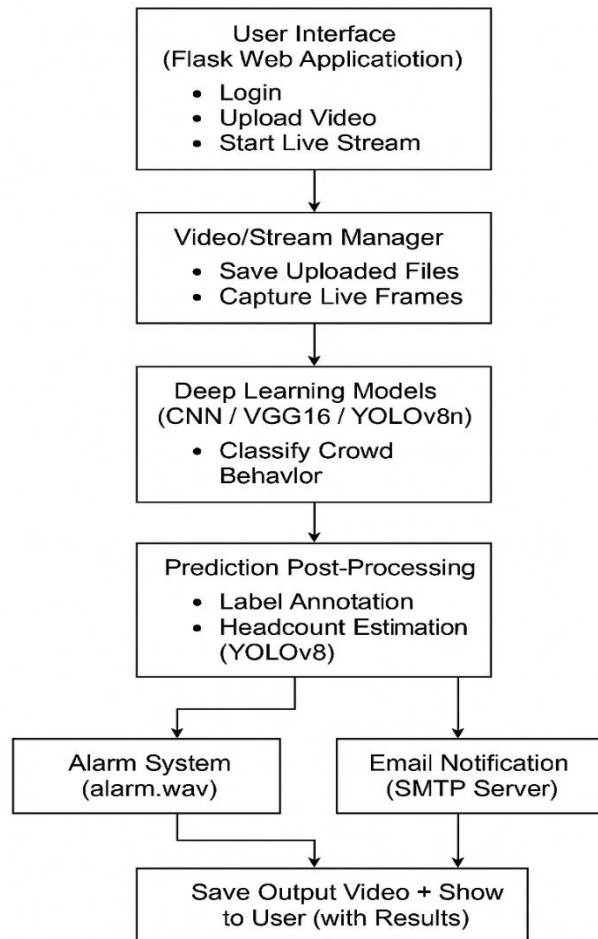 User Interface
(Flask Web Applicatiotion)
• Login
• Upload Video
• Start Live Stream
Video/Stream Manager
• Save Uploaded Files
• Capture Live Frames
Deep Learning Models
(CNN / VGG16 / YOLOv8n)
• Classify Crowd
Behavlor
Prediction Post-Processing
• Label Annotation
• Headcount Estimation
(YOLOv8)
Alarm System
(alarm.wav)
Email Notification
(SMTP Server)
Save Output Video + Show
to User (with Results)